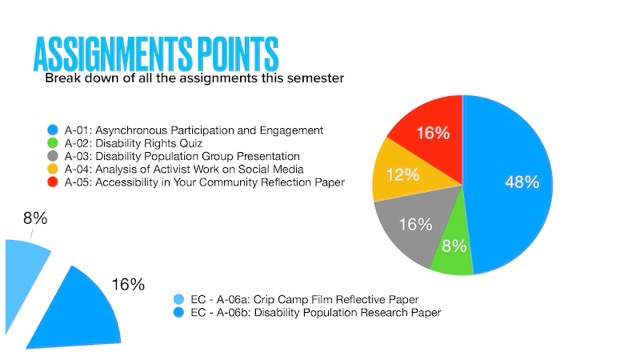 ASSIGNMENTS POINTS
Break down of all the assignments this semester
A-01: Asynchronous Participation and Engagement
A-02: Disability Rights Quiz
A-03: Disability Population Group Presentation
A-04: Analysis of Activist Work on Social Media
A-05: Accessibility in Your Community Reflection Paper
16%
12%
48%
16%
8%
8%
16%
EC - A-06a: Crip Camp Film Reflective Paper
EC - A-06b: Disability Population Research Paper